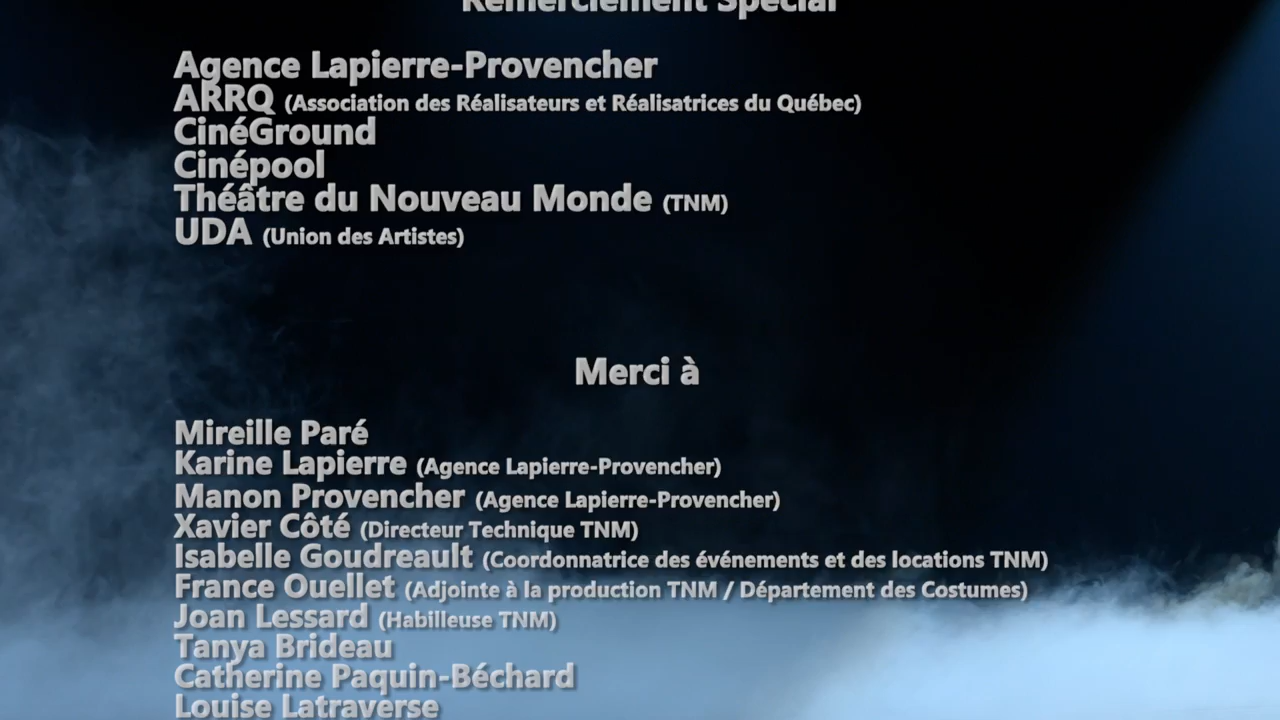 Remerciement Spécial
Agence Lapierre-Provencher
ARRQ (Association des Réalisateurs et Réalisatrices du Québec)
CinéGround
Cinépool
Théâtre du Nouveau Monde (TNM)
UDA (Union des Artistes)
Merci à
Mireille Paré
Karine Lapierre (Agence Lapierre-Provencher)
Manon Provencher (Agence Lapierre-Provencher)
Xavier Côté (Directeur Technique TNM)
Isabelle Goudreault (Coordonnatrice des événements et des locations TNM)
France Ouellet (Adjointe à la production TNM / Département des Costumes)
Joan Lessard (Habilleuse TNM)
Tanya Brideau
Catherine Paquin-Béchard
Louise Latraverse